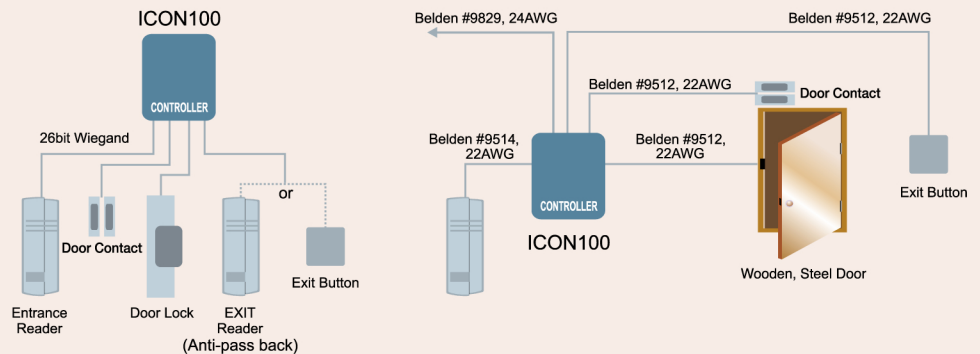 ICON100
CONTROLLER
26bit Wiegand
or
Door Contact
Exit Button
Entrance
Reader
Door Lock
EXIT
Reader
(Anti-pass back)
Belden #9829, 24AWG
Belden #9512, 22AWG
Belden #9512, 22AWG
Door Contact
Belden #9514,
22AWG
Belden #9512,
22AWG
CONTROLLER
ICON100
Exit Button
Wooden, Steel Door